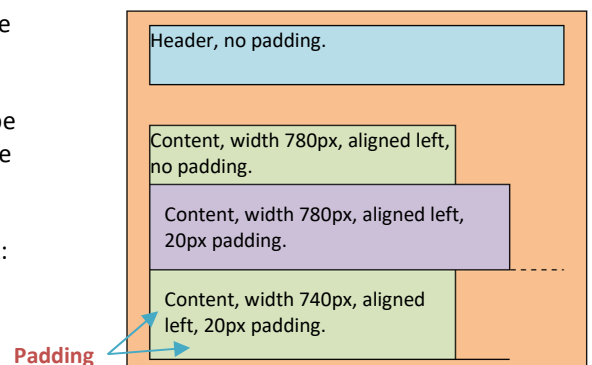 e
Header, no padding.
e
Content, width 780px, aligned left,
no padding.
Content, width 780px, aligned left,
20px padding.
:
Content, width 740px, aligned
left, 20px padding.
Padding